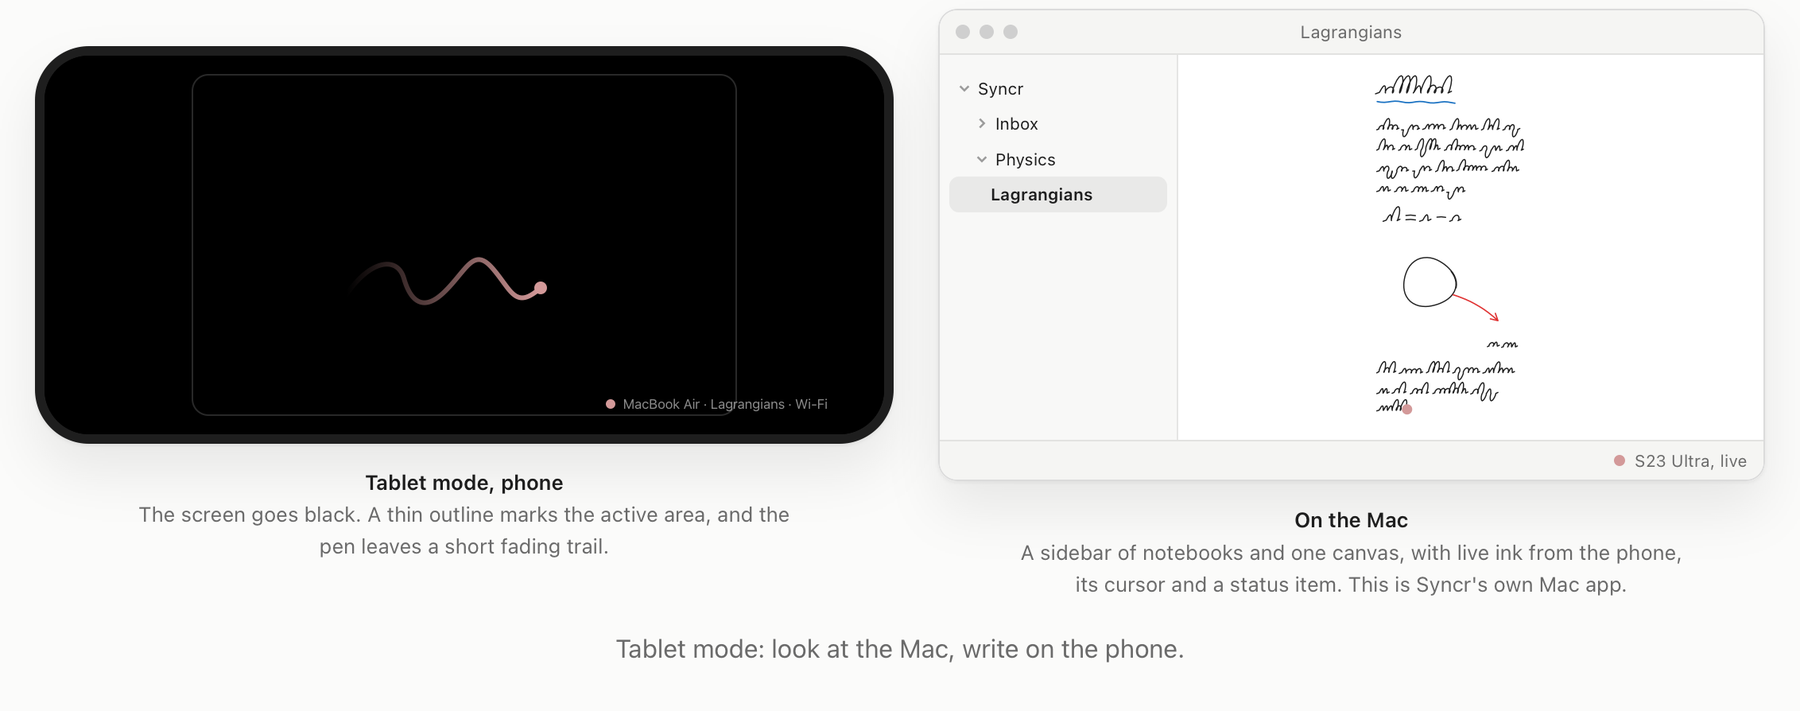 MacBook Air · Lagrangians · Wi-Fi
Tablet mode, phone
The screen goes black. A thin outline marks the active area, and the
pen leaves a short fading trail.
Lagrangians
Syncr
Inbox
Physics
Lagrangians
S23 Ultra, live
On the Mac
A sidebar of notebooks and one canvas, with live ink from the phone,
its cursor and a status item. This is Syncr's own Mac app.
Tablet mode: look at the Mac, write on the phone.